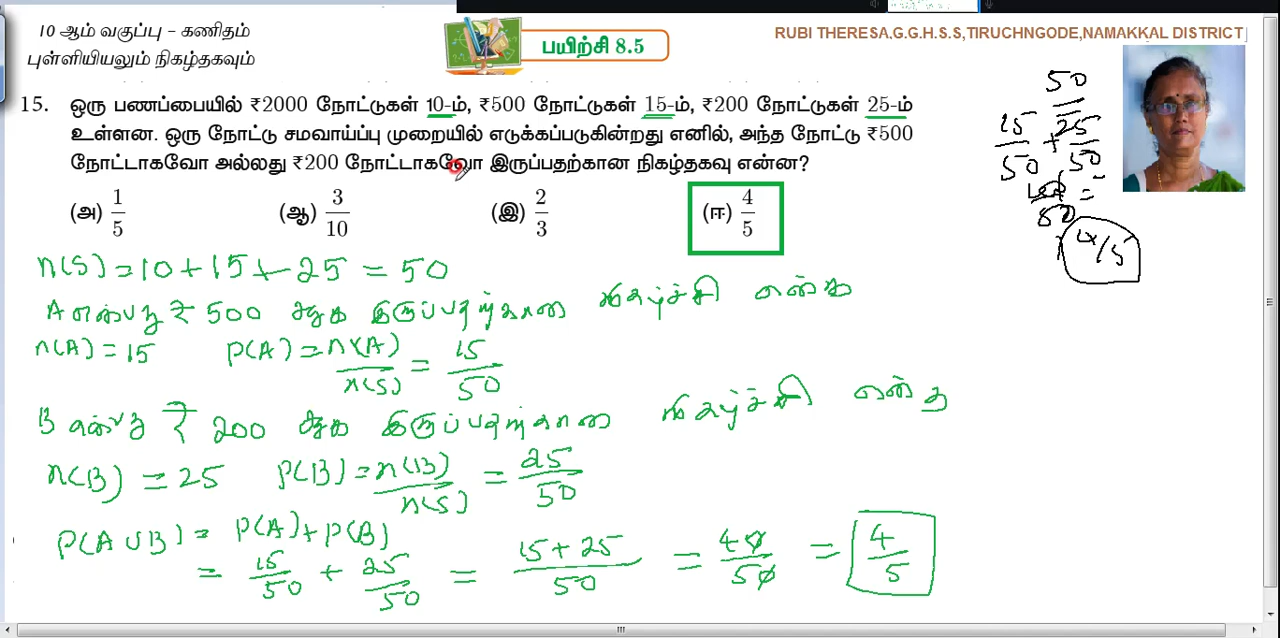 10 ஆம் வகுப்பு – கணிதம்
புள்ளியியலும் நிகழ்தகவும்
பயிற்சி 8.5
RUBI THERESA,G.G.H.S.S,TIRUCHNGODE,NAMAKKAL DISTRICT
15. ஒரு பணப்பையில் ₹2000 நோட்டுகள் 10-ம், ₹500 நோட்டுகள் 15-ம், ₹200 நோட்டுகள் 25-ம்
உள்ளன. ஒரு நோட்டு சமவாய்ப்பு முறையில் எடுக்கப்படுகின்றது எனில், அந்த நோட்டு ₹500
நோட்டாகவோ அல்லது ₹200 நோட்டாகவோ இருப்பதற்கான நிகழ்தகவு என்ன?
(அ) 1/5 (ஆ) 3/10 (இ) 2/3 (ஈ) 4/5
50
15/50 + 25/50
=
4/5
n(S) = 10 + 15 + 25 = 50
A என்பது ₹ 500 ஆக இருப்பதற்கான நிகழ்ச்சி என்க
n(A) = 15 P(A) = n(A)/n(S) = 15/50
B என்பது ₹ 200 ஆக இருப்பதற்கான நிகழ்ச்சி என்க
n(B) = 25 P(B) = n(B)/n(S) = 25/50
P(A∪B) = P(A) + P(B)
= 15/50 + 25/50 = 15 + 25/50 = 40/50 = 4/5